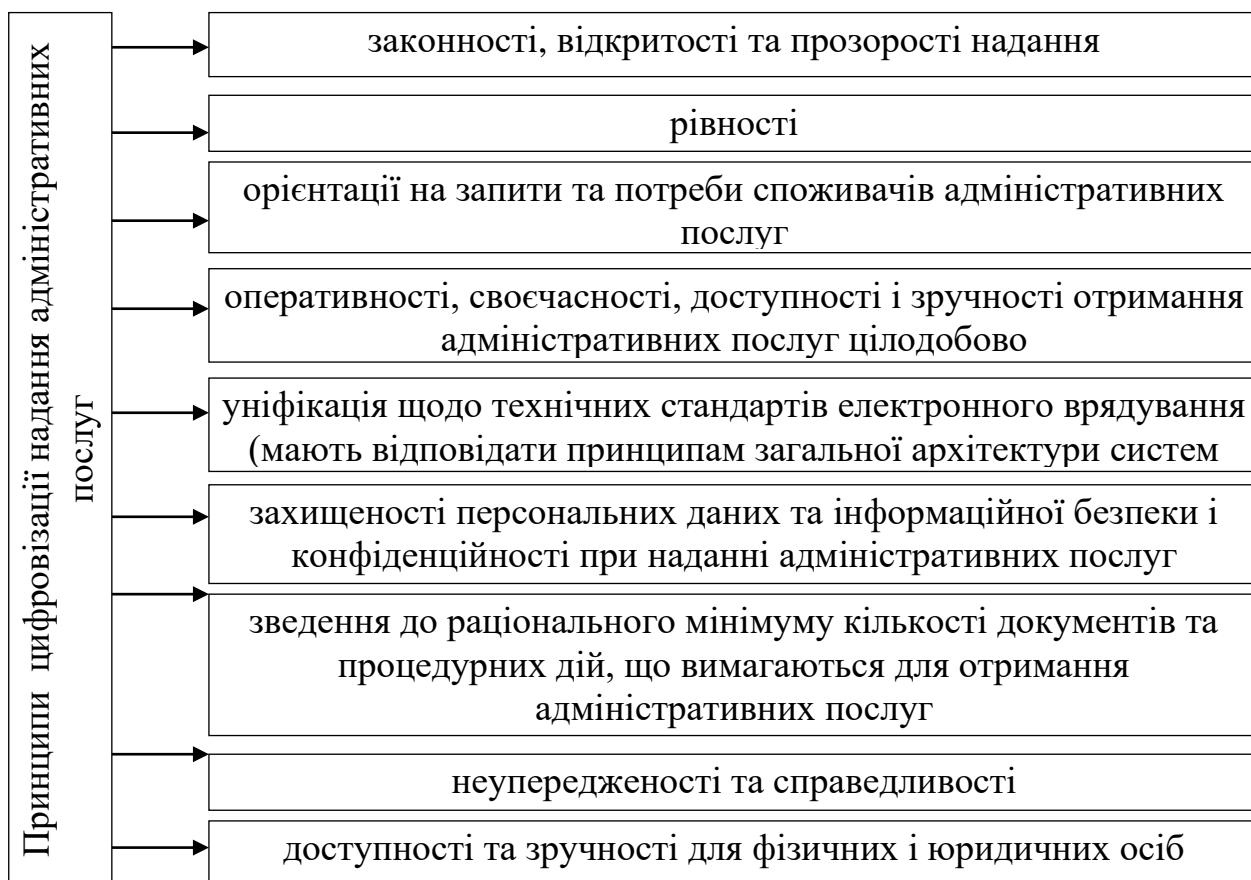 Принципи цифровізації надання адміністративних
послуг
законності, відкритості та прозорості надання
рівності
орієнтації на запити та потреби споживачів адміністративних
послуг
оперативності, своєчасності, доступності і зручності отримання
адміністративних послуг цілодобово
уніфікація щодо технічних стандартів електронного врядування
(мають відповідати принципам загальної архітектури систем
захищеності персональних даних та інформаційної безпеки і
конфіденційності при наданні адміністративних послуг
зведення до раціонального мінімуму кількості документів та
процедурних дій, що вимагаються для отримання
адміністративних послуг
неупередженості та справедливості
доступності та зручності для фізичних і юридичних осіб